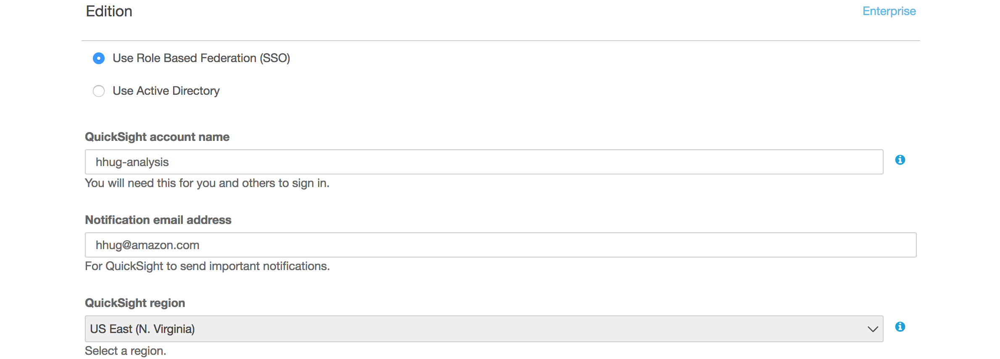 Edition
Enterprise
Use Role Based Federation (SSO)
Use Active Directory
QuickSight account name
hhug-analysis
You will need this for you and others to sign in.
Notification email address
hhug@amazon.com
For QuickSight to send important notifications.
QuickSight region
US East (N. Virginia)
Select a region.